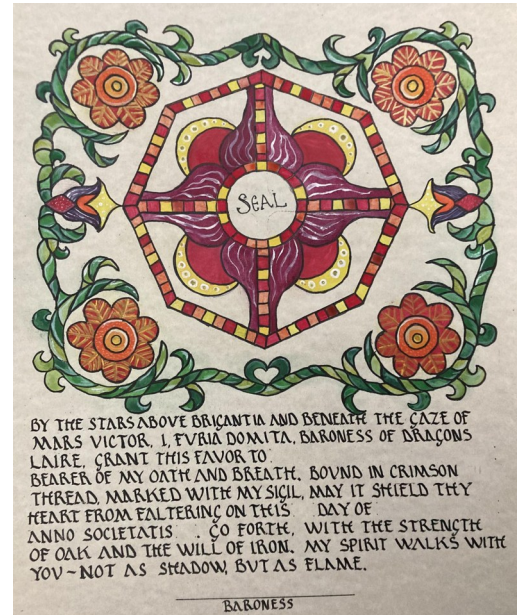 SEAL
BY THE STARS ABOVE BRIGANTIA AND BENEATH THE GAZE OF
MARS VICTOR, I, FVRIA DOMITA, BARONESS OF DRAGONS
LAIRE, GRANT THIS FAVOR TO
BEARER OF MY OATH AND BREATH. BOUND IN CRIMSON
THREAD, MARKED WITH MY SIGIL, MAY IT SHIELD THY
HEART FROM FALTERING ON THIS DAY OF
ANNO SOCIETATIS . GO FORTH, WITH THE STRENGTH
OF OAK AND THE WILL OF IRON. MY SPIRIT WALKS WITH
YOU~NOT AS SHADOW, BUT AS FLAME.
BARONESS